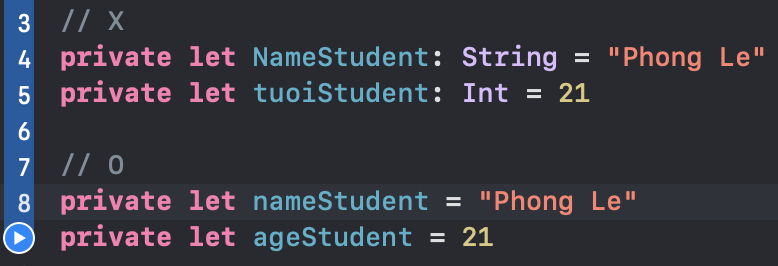 3 // X
4 private let NameStudent: String = "Phong Le"
5 private let tuoiStudent: Int = 21
6
7 // O
8 private let nameStudent = "Phong Le"
private let ageStudent = 21